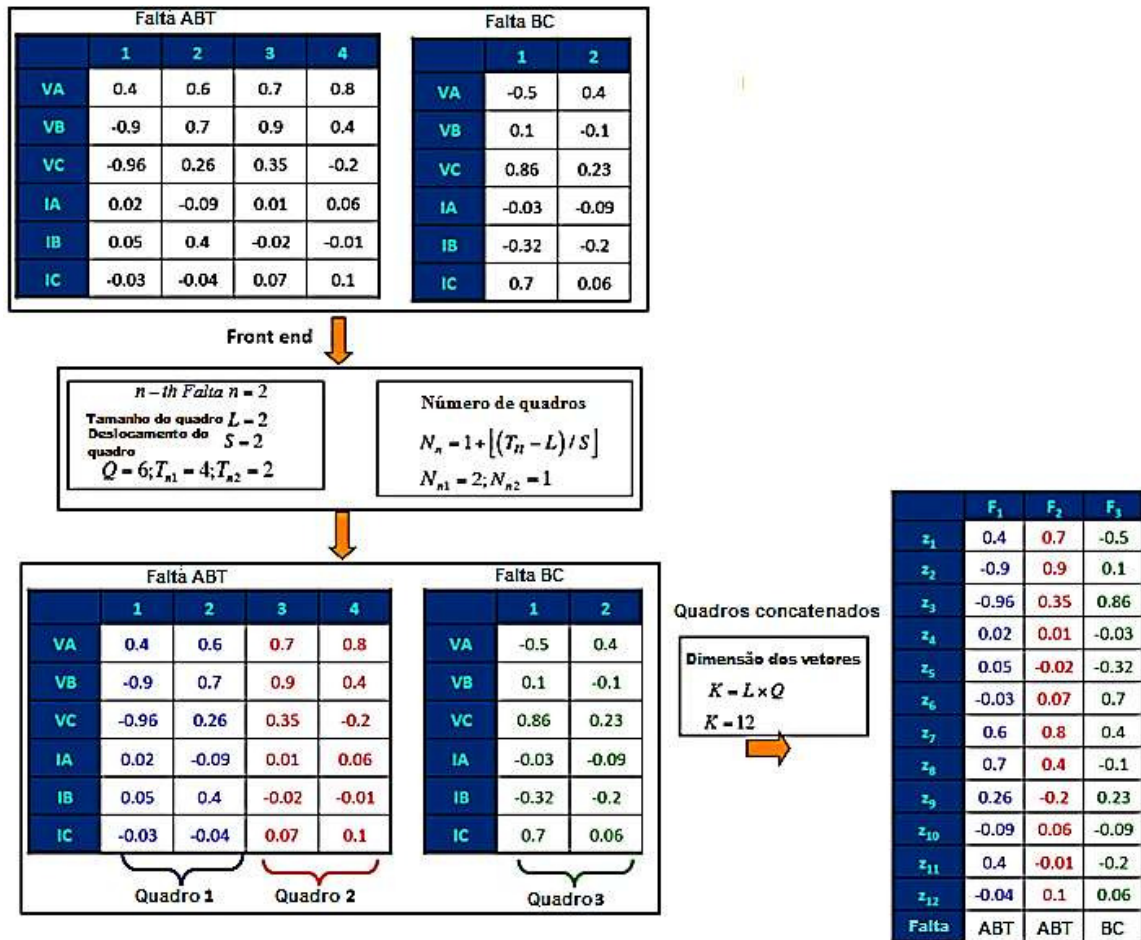 Falta ABT
1 2 3 4
VA 0.4 0.6 0.7 0.8
VB -0.9 0.7 0.9 0.4
VC -0.96 0.26 0.35 -0.2
IA 0.02 -0.09 0.01 0.06
IB 0.05 0.4 -0.02 -0.01
IC -0.03 -0.04 0.07 0.1
Falta BC
1 2
VA -0.5 0.4
VB 0.1 -0.1
VC 0.86 0.23
IA -0.03 -0.09
IB -0.32 -0.2
IC 0.7 0.06
Front end
n-th Falta n = 2
Tamanho do quadro L = 2
Deslocamento do quadro S = 2
Q = 6; T_{n1} = 4; T_{n2} = 2
Número de quadros
N_n = 1 + ⌊(T_n - L) / S⌋
N_{n1} = 2; N_{n2} = 1
Falta ABT
1 2 3 4
VA 0.4 0.6 0.7 0.8
VB -0.9 0.7 0.9 0.4
VC -0.96 0.26 0.35 -0.2
IA 0.02 -0.09 0.01 0.06
IB 0.05 0.4 -0.02 -0.01
IC -0.03 -0.04 0.07 0.1
Quadro 1 Quadro 2
Falta BC
1 2
VA -0.5 0.4
VB 0.1 -0.1
VC 0.86 0.23
IA -0.03 -0.09
IB -0.32 -0.2
IC 0.7 0.06
Quadro 3
Quadros concatenados
Dimensão dos vetores
K = L × Q
K = 12
F₁ F₂ F₃
z₁ 0.4 0.7 -0.5
z₂ -0.9 0.9 0.1
z₃ -0.96 0.35 0.86
z₄ 0.02 0.01 -0.03
z₅ 0.05 -0.02 -0.32
z₆ -0.03 0.07 0.7
z₇ 0.6 0.8 0.4
z₈ 0.7 0.4 -0.1
z₉ 0.26 -0.2 0.23
z₁₀ -0.09 0.06 -0.09
z₁₁ 0.4 -0.01 -0.2
z₁₂ -0.04 0.1 0.06
Falta ABT ABT BC